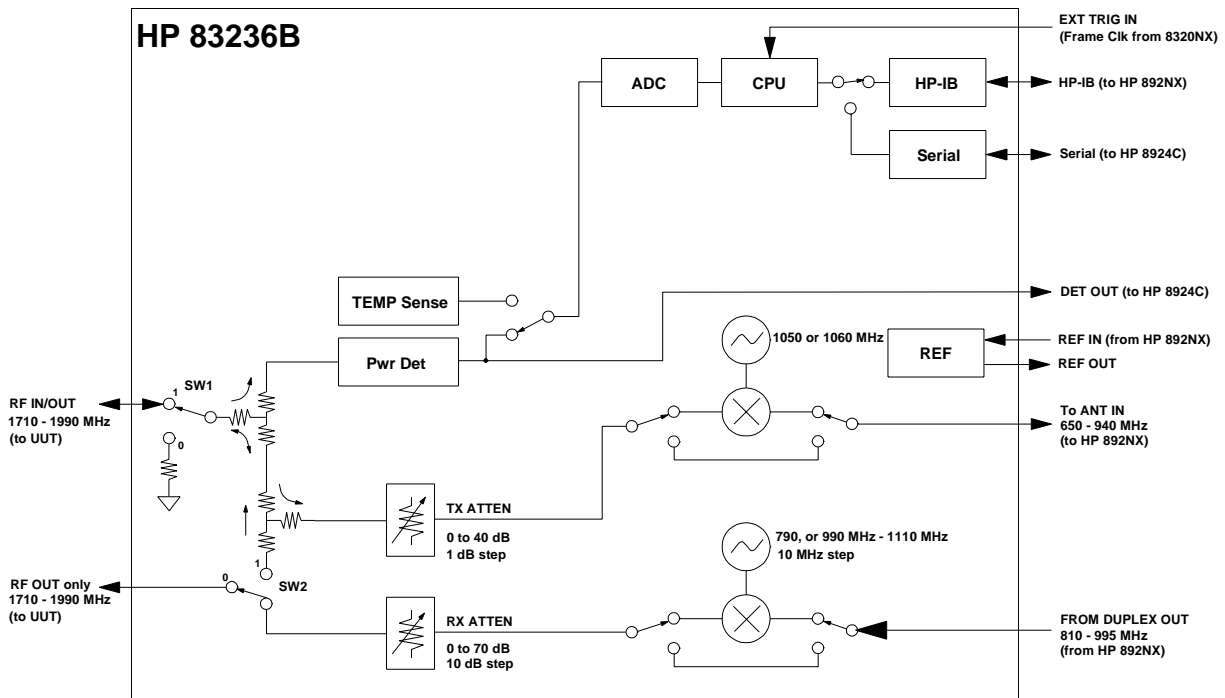 HP 83236B
EXT TRIG IN
(Frame Clk from 8320NX)
ADC
CPU
HP-IB
HP-IB (to HP 892NX)
Serial
Serial (to HP 8924C)
TEMP Sense
DET OUT (to HP 8924C)
1050 or 1060 MHz
REF
REF IN (from HP 892NX)
REF OUT
Pwr Det
SW1
1
0
RF IN/OUT
1710 - 1990 MHz
(to UUT)
To ANT IN
650 - 940 MHz
(to HP 892NX)
TX ATTEN
0 to 40 dB
1 dB step
790, or 990 MHz - 1110 MHz
10 MHz step
1
0
SW2
RF OUT only
1710 - 1990 MHz
(to UUT)
RX ATTEN
0 to 70 dB
10 dB step
FROM DUPLEX OUT
810 - 995 MHz
(from HP 892NX)